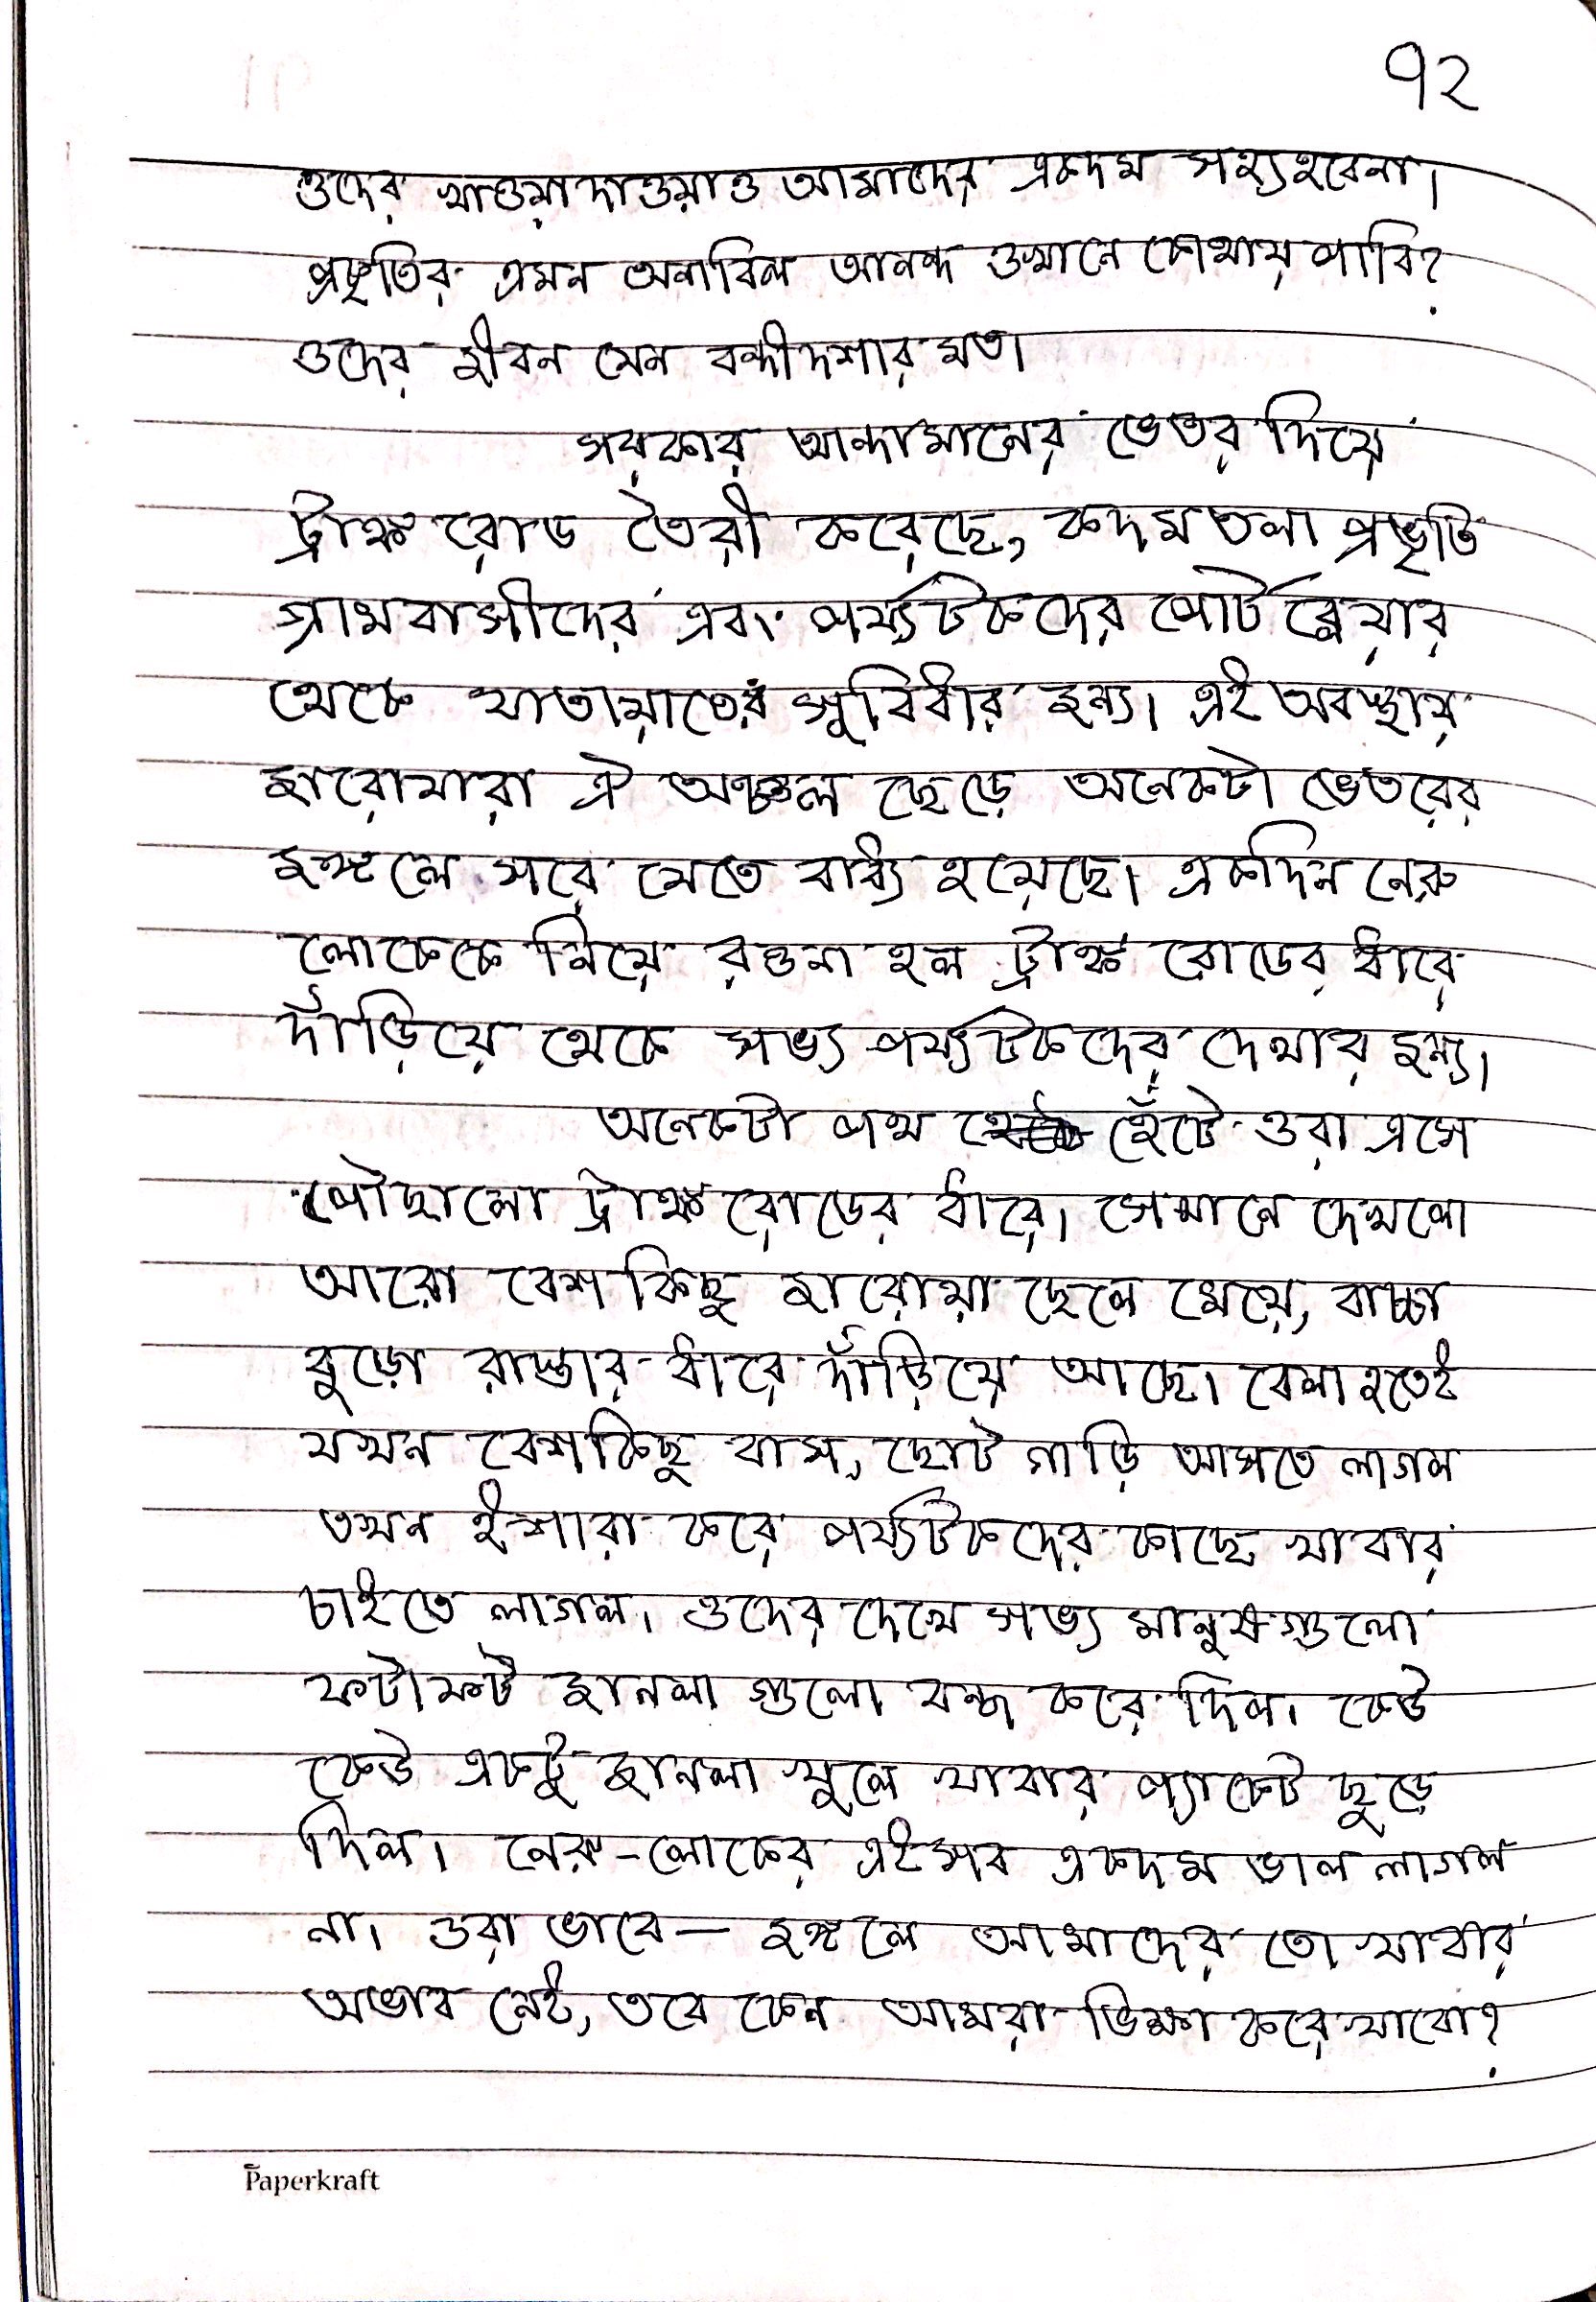 ৭২
ওদের খাওয়াদাওয়াও আমাদের একদম সহ্যহবেনা।
প্রকৃতির এমন অনাবিল আনন্দ ওখানে কোথায় পাবি?
ওদের জীবন যেন বন্দীদশার মত।
সরকার আন্দামানের ভেতর দিয়ে
ট্রাঙ্ক রোড তৈরী করেছে, কদমতলা প্রভৃতি
গ্রামবাসীদের এবং পর্য্যটকদের পোর্টব্লেয়ার
থেকে যাতায়াতের সুবিধার জন্য। এই অবস্থায়
জারোয়ারা ঐ অঞ্চল ছেড়ে অনেকটা ভেতরের
জঙ্গলে সরে যেতে বাধ্য হয়েছে। একদিন নেরু
লোকেকে নিয়ে রওনা হল ট্রাঙ্ক রোডের ধারে
দাঁড়িয়ে থেকে সভ্য পর্য্যটকদের দেখার জন্য।
অনেকটা পথ হেঁটে ওরা এসে
পৌছালো ট্রাঙ্ক রোডের ধারে। সেখানে দেখলো
আরো বেশ কিছু জারোয়া ছেলে মেয়ে, বাচ্চা
বুড়ো রাস্তার ধারে দাঁড়িয়ে আছে। বেলা হতেই
যখন বেশকিছু বাস, ছোট গাড়ি আসতে লাগল
তখন ইশারা করে পর্য্যটকদের কাছে খাবার
চাইতে লাগল। ওদের দেখে সভ্য মানুষগুলো
ফটাফট জানলা গুলো বন্ধ করে দিল। কেউ
কেউ একটু জানলা খুলে খাবার প্যাকেট ছুড়ে
দিল। নেরু-লোকের এইসব একদম ভাল লাগল
না। ওরা ভাবে— জঙ্গলে আমাদের তো খাবার
অভাব নেই, তবে কেন আমরা ভিক্ষা করে খাবো?
Paperkraft